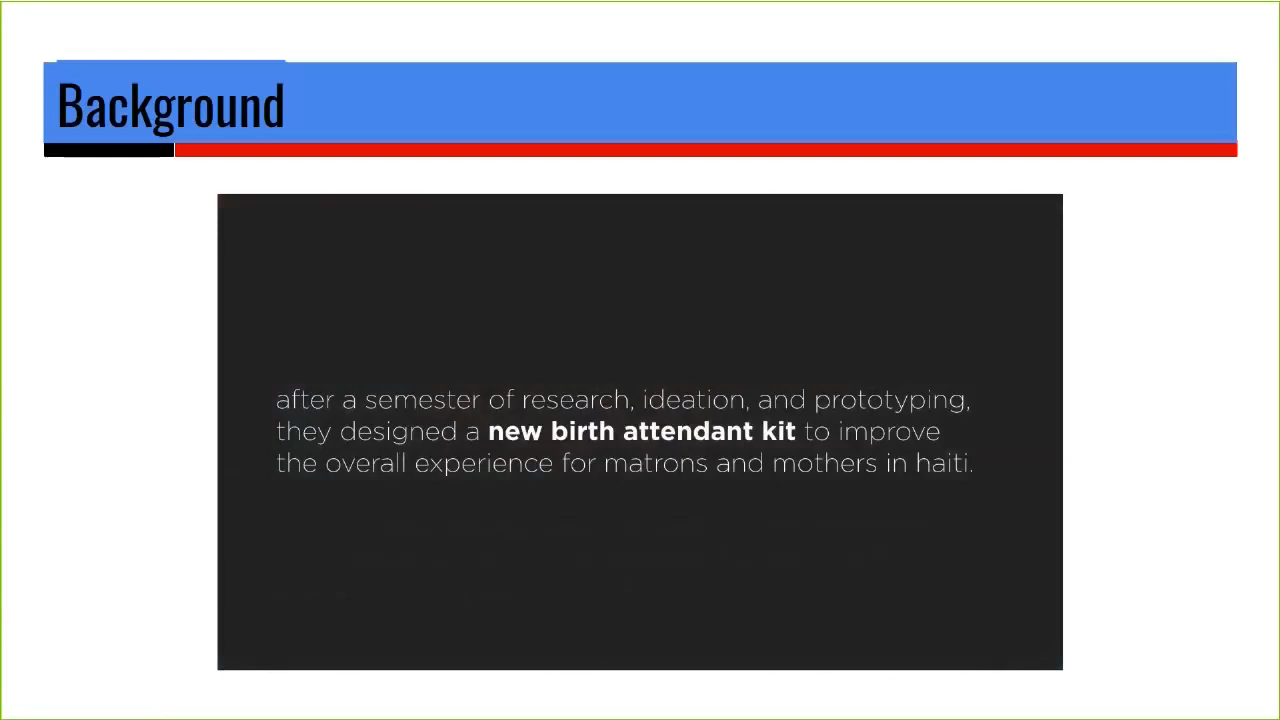 Background
after a semester of research, ideation, and prototyping,
they designed a new birth attendant kit to improve
the overall experience for matrons and mothers in haiti.